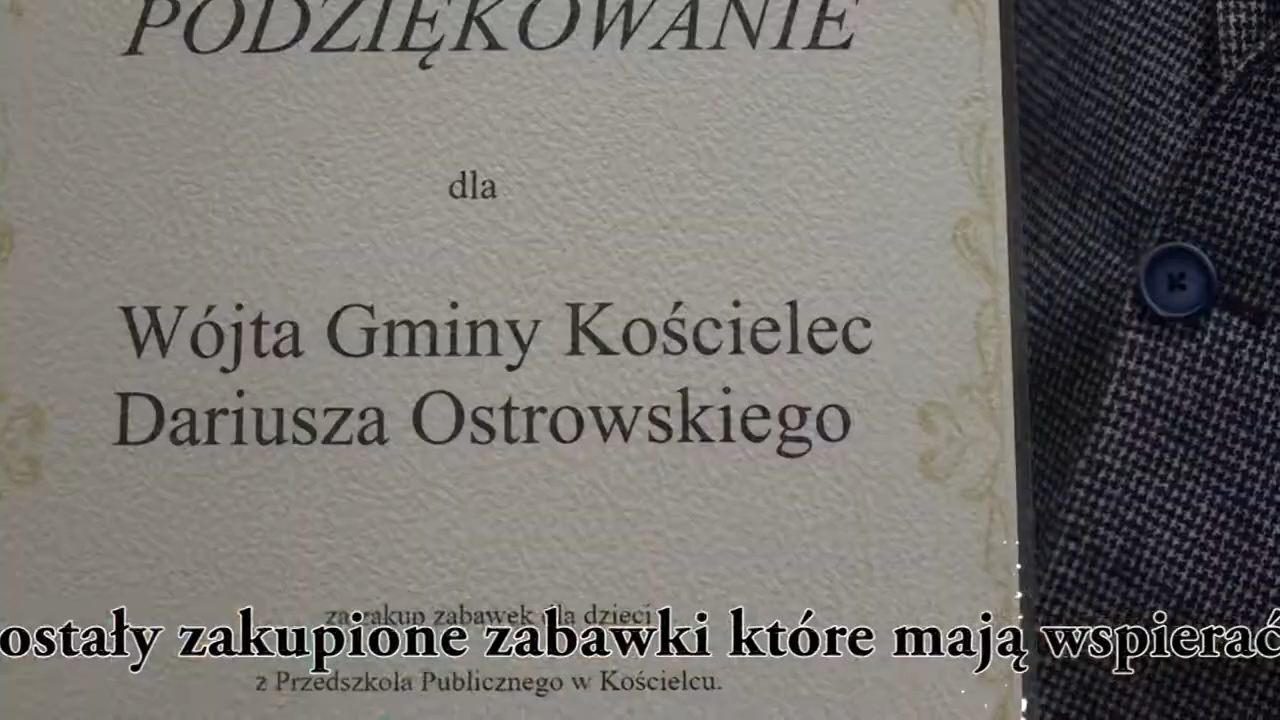 PODZIĘKOWANIE
dla
Wójta Gminy Kościelec
Dariusza Ostrowskiego
za zakup zabawek dla dzieci
ostały zakupione zabawki które mają wspierać
z Przedszkola Publicznego w Kościelcu.